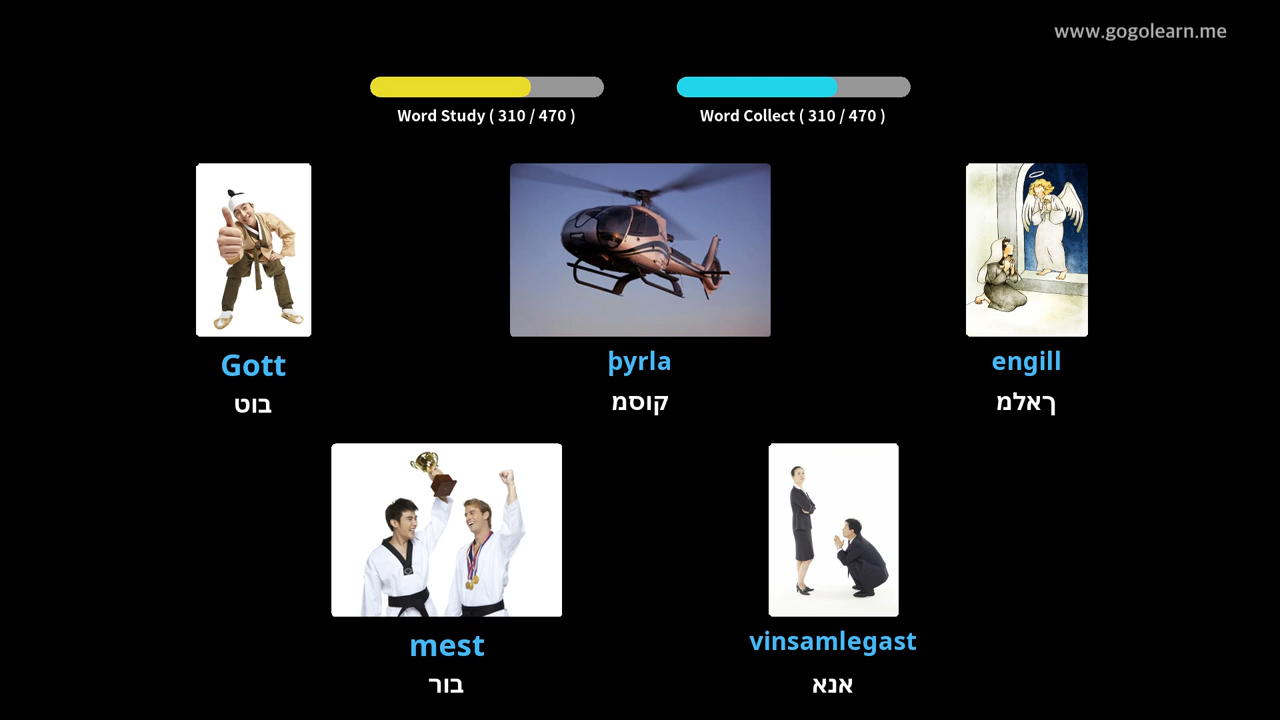 www.gogolearn.me
Word Study ( 310 / 470 )
Word Collect ( 310 / 470 )
Gott
בוט
þyrla
קוסמ
engill
ךאלמ
mest
בור
vinsamlegast
אנא